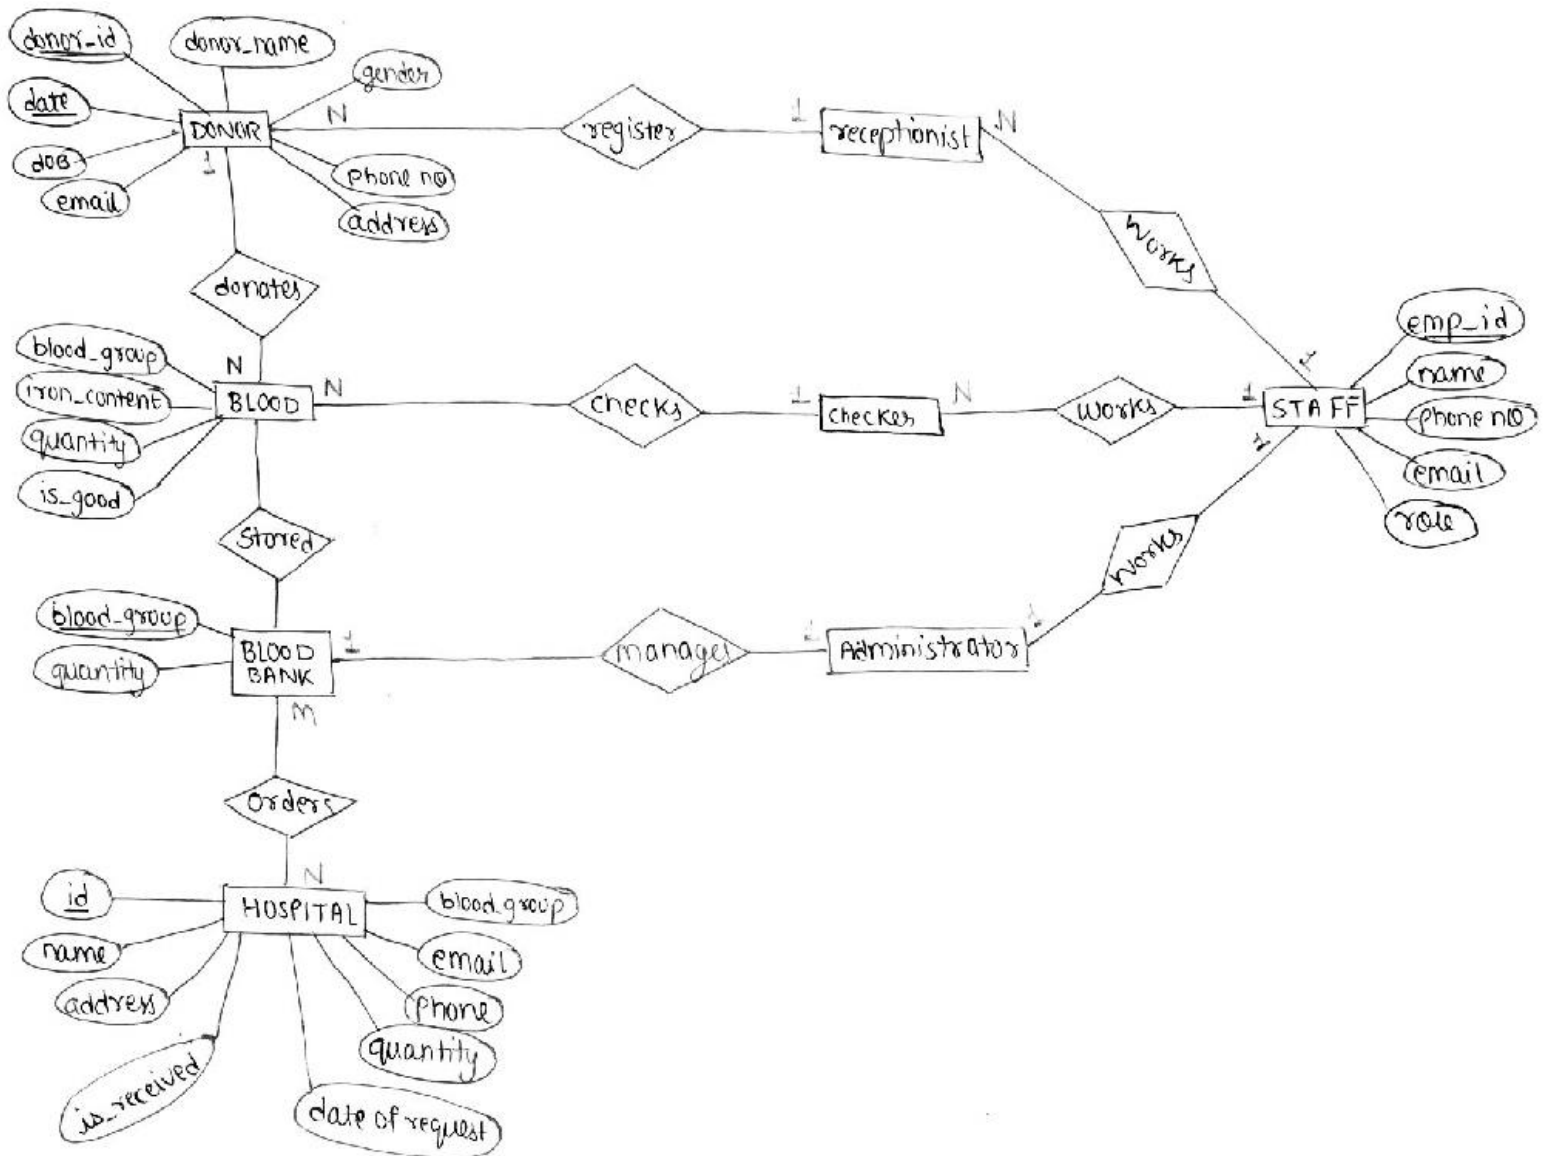 donor_id
donor_name
gender
date
DONOR
N
register
1
receptionist
N
DOB
1
phone no
email
address
Works
donates
emp_id
blood_group
N
N
1
name
iron_content
BLOOD
checks
1
checker
N
Works
1
STAFF
quantity
phone no
1
is_good
email
role
Stored
Works
blood_group
BLOOD
BANK
1
manages
1
Administrator
1
quantity
M
Orders
N
id
HOSPITAL
blood_group
name
email
address
phone
quantity
is_received
date of request